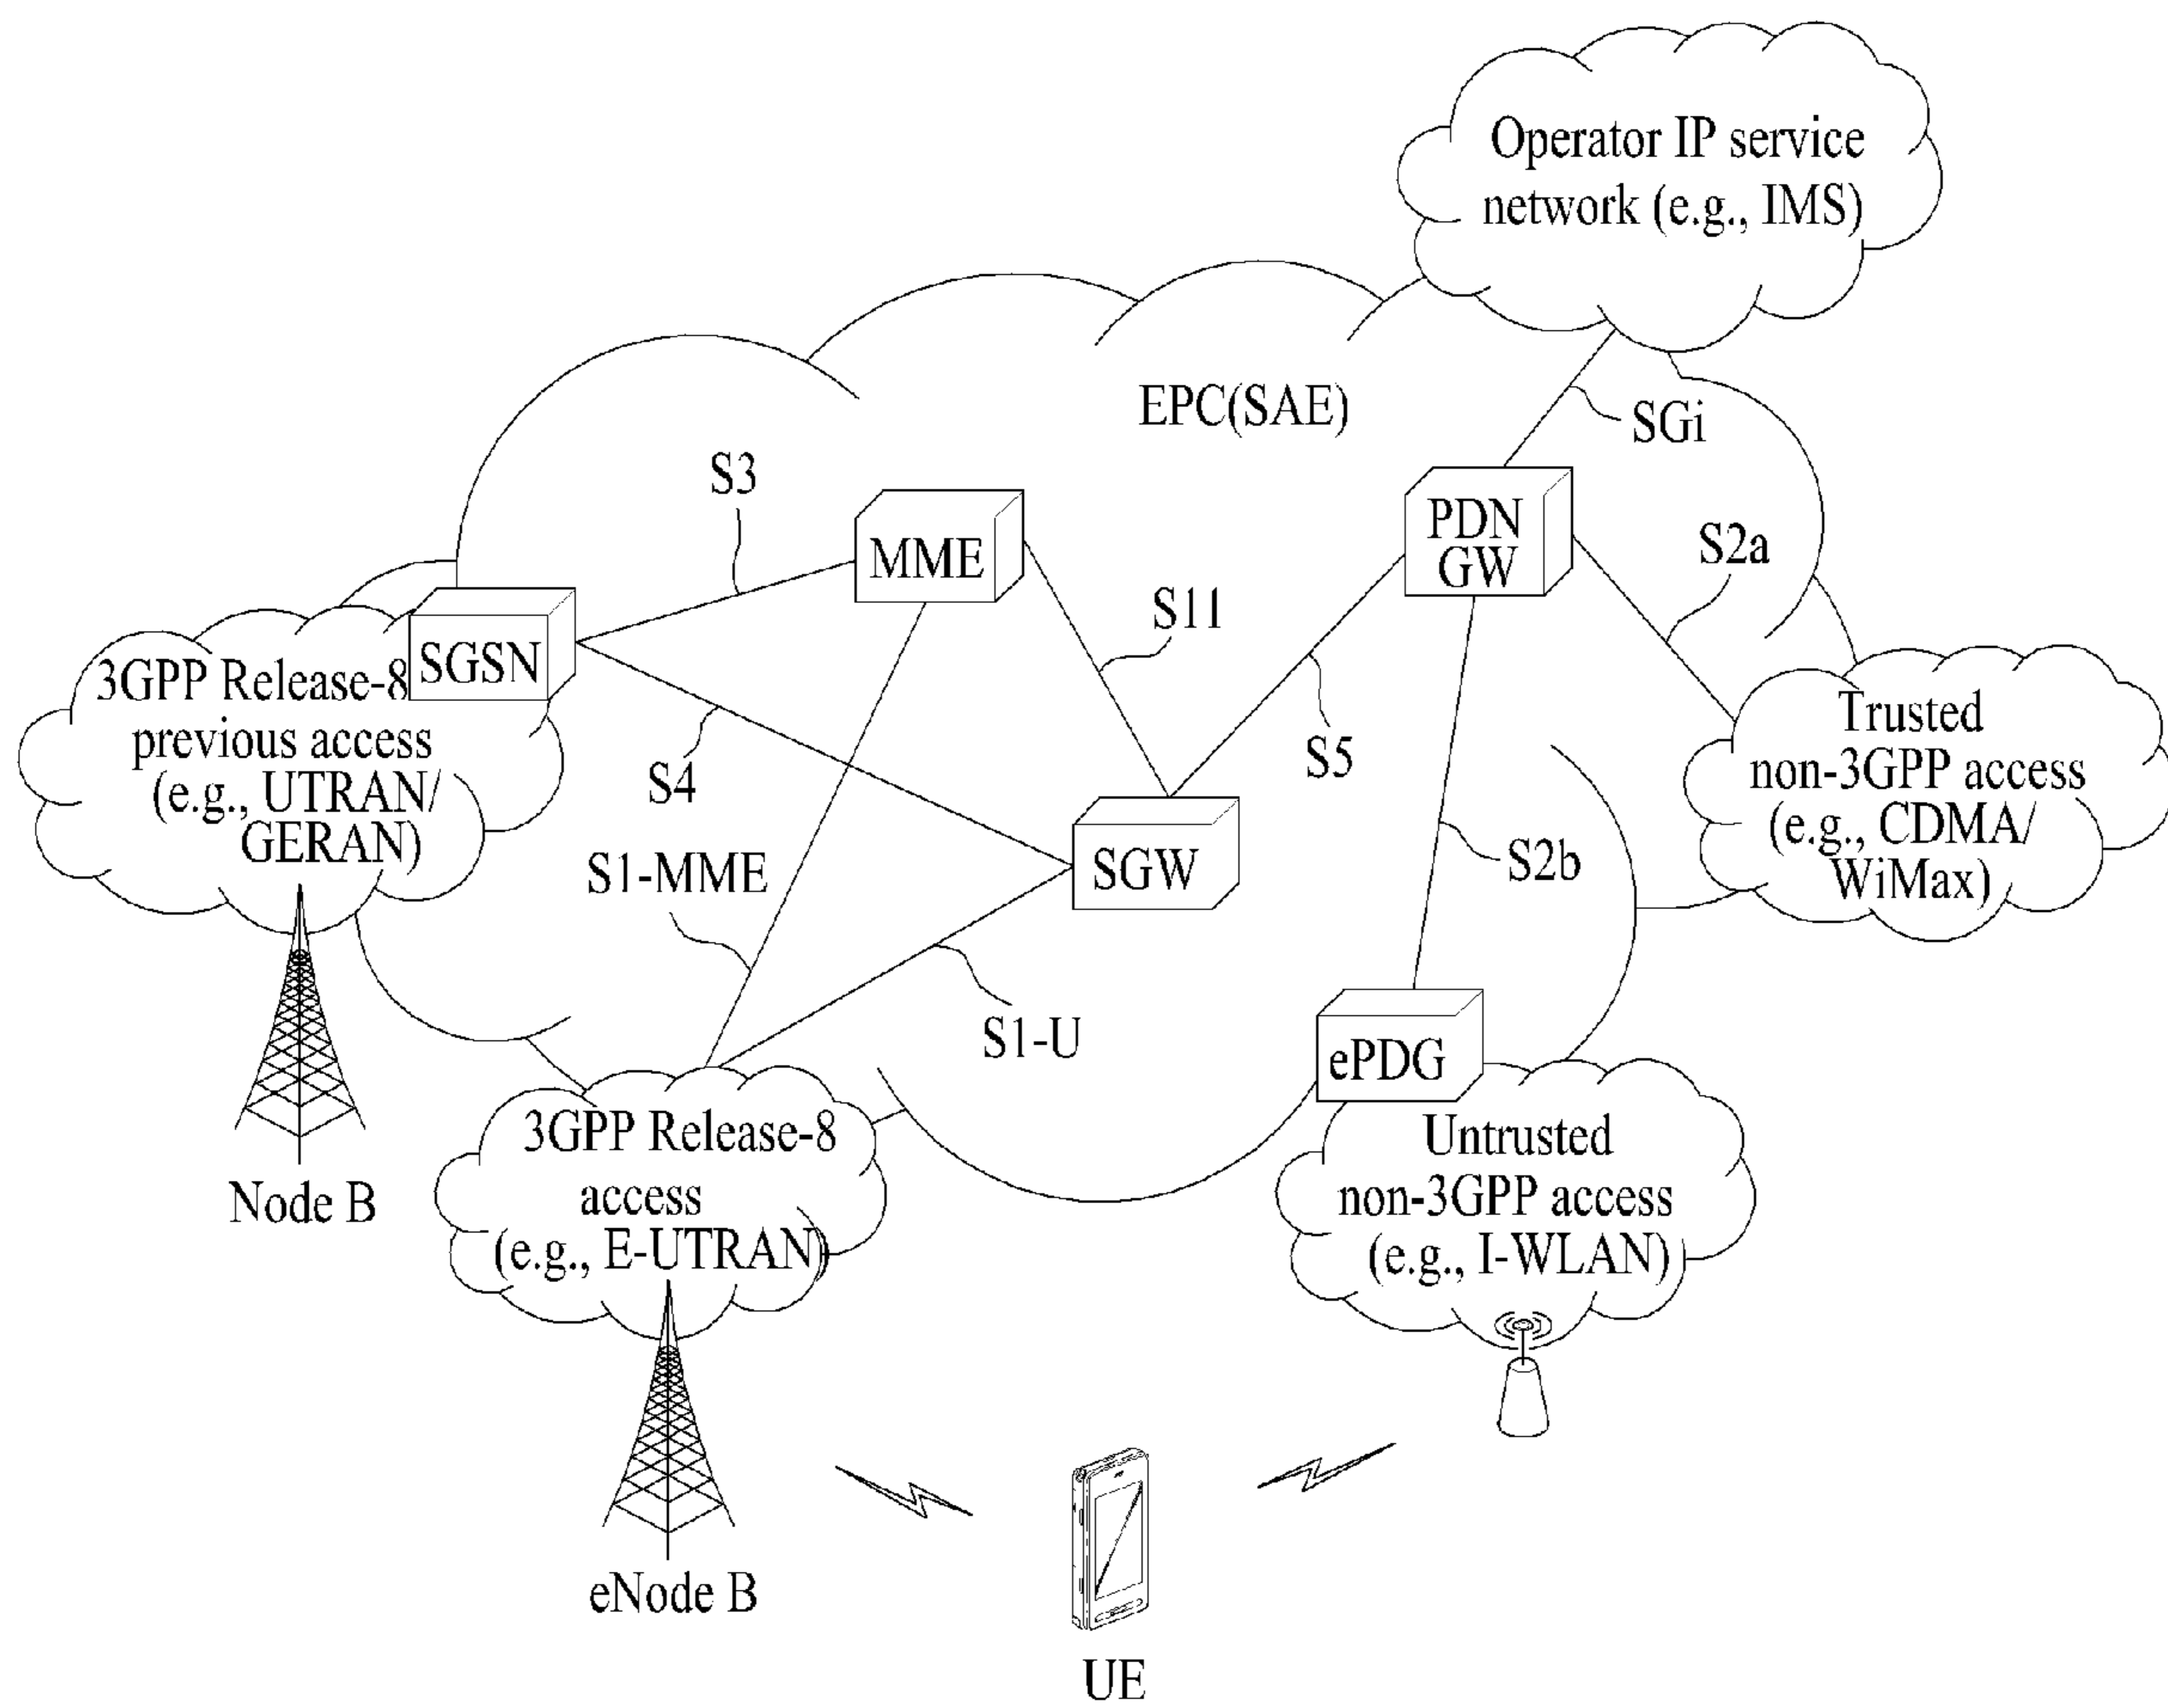 Operator IP service
network (e.g., IMS)
EPC(SAE)
SGi
S3
MME
PDN
GW
S2a
S11
SGSN
3GPP Release-8
previous access
(e.g., UTRAN/
GERAN)
S4
S5
Trusted
non-3GPP access
(e.g., CDMA/
WiMax)
S1-MME
SGW
S2b
S1-U
ePDG
Node B
3GPP Release-8
access
(e.g., E-UTRAN)
Untrusted
non-3GPP access
(e.g., I-WLAN)
eNode B
UE